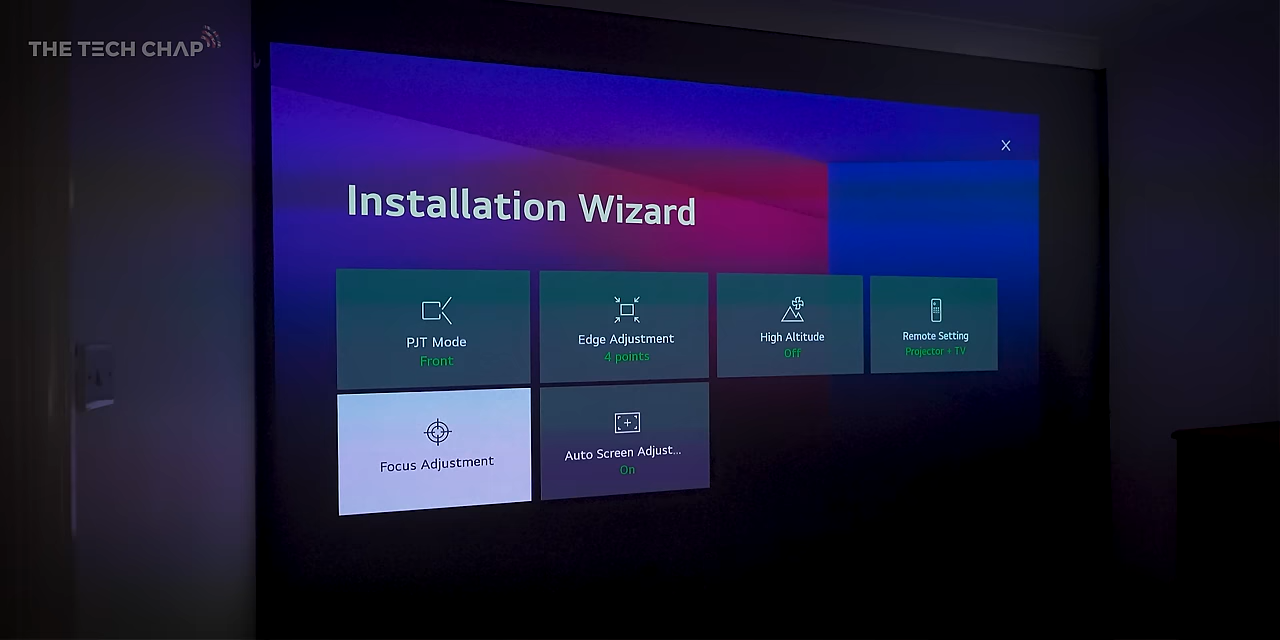 THE TECH CHAP
X
Installation Wizard
PJT Mode
Front
Edge Adjustment
4 points
High Altitude
Off
Remote Setting
Projector + TV
Focus Adjustment
Auto Screen Adjust...
On